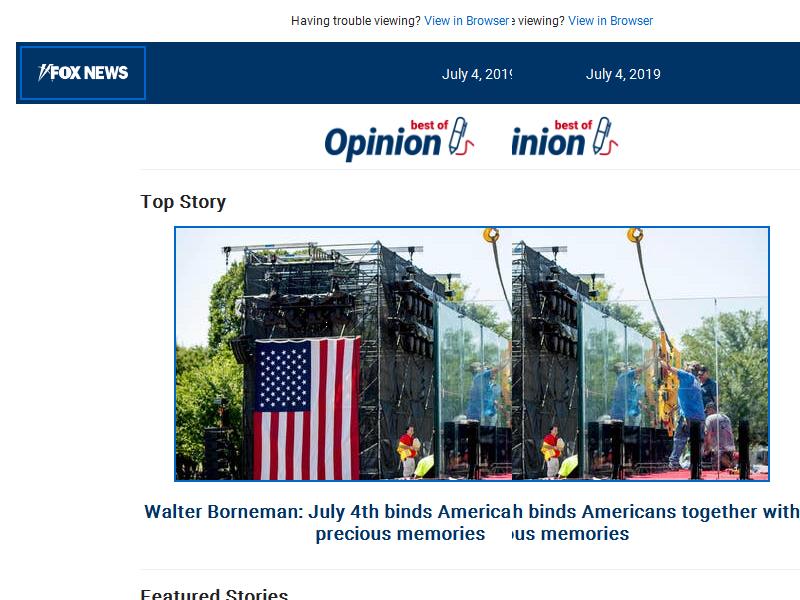 Having trouble viewing? View in Browser e viewing? View in Browser
FOX NEWS
July 4, 2019 July 4, 2019
best of best of
Opinion inion
Top Story
Walter Borneman: July 4th binds Americah binds Americans together with
precious memories ous memories
Featured Stories